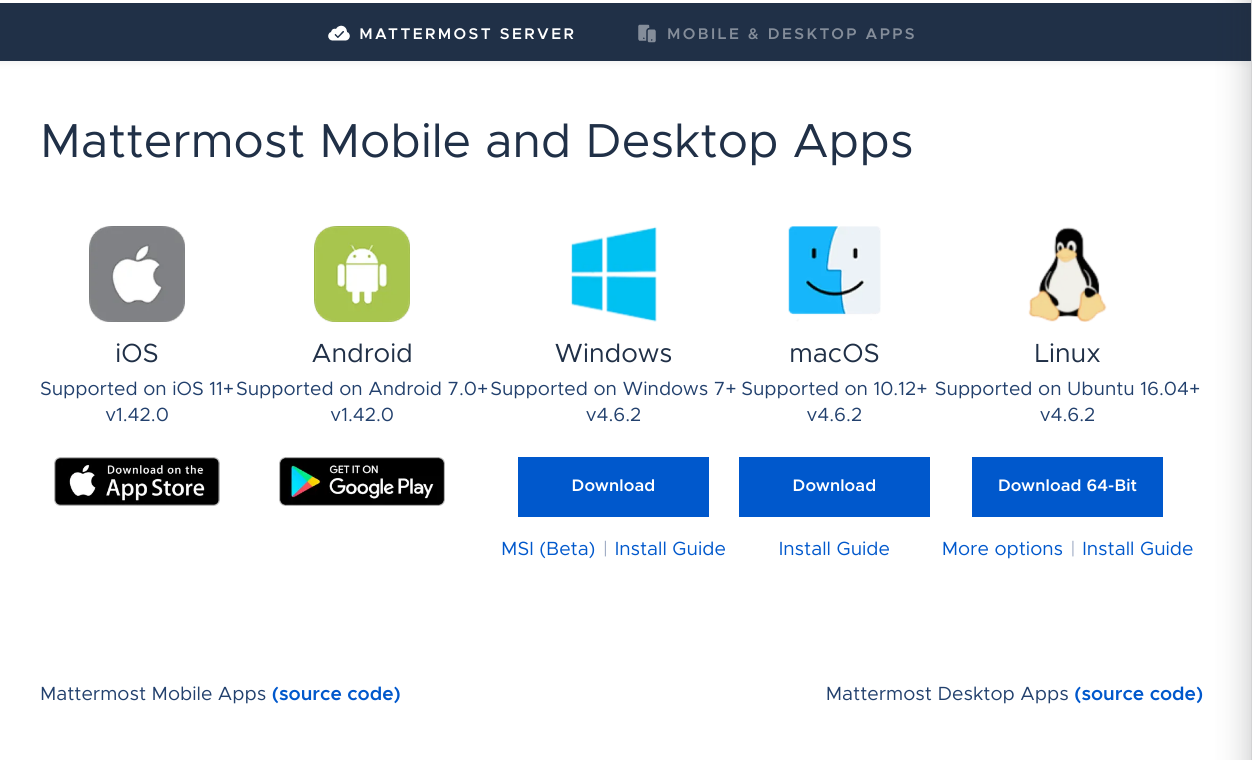 MATTERMOST SERVER
MOBILE & DESKTOP APPS
Mattermost Mobile and Desktop Apps
iOS
Supported on iOS 11+
v1.42.0
Download on the
App Store
Android
Supported on Android 7.0+
v1.42.0
GET IT ON
Google Play
Windows
Supported on Windows 7+
v4.6.2
Download
MSI (Beta) | Install Guide
macOS
Supported on 10.12+
v4.6.2
Download
Install Guide
Linux
Supported on Ubuntu 16.04+
v4.6.2
Download 64-Bit
More options | Install Guide
Mattermost Mobile Apps (source code)
Mattermost Desktop Apps (source code)